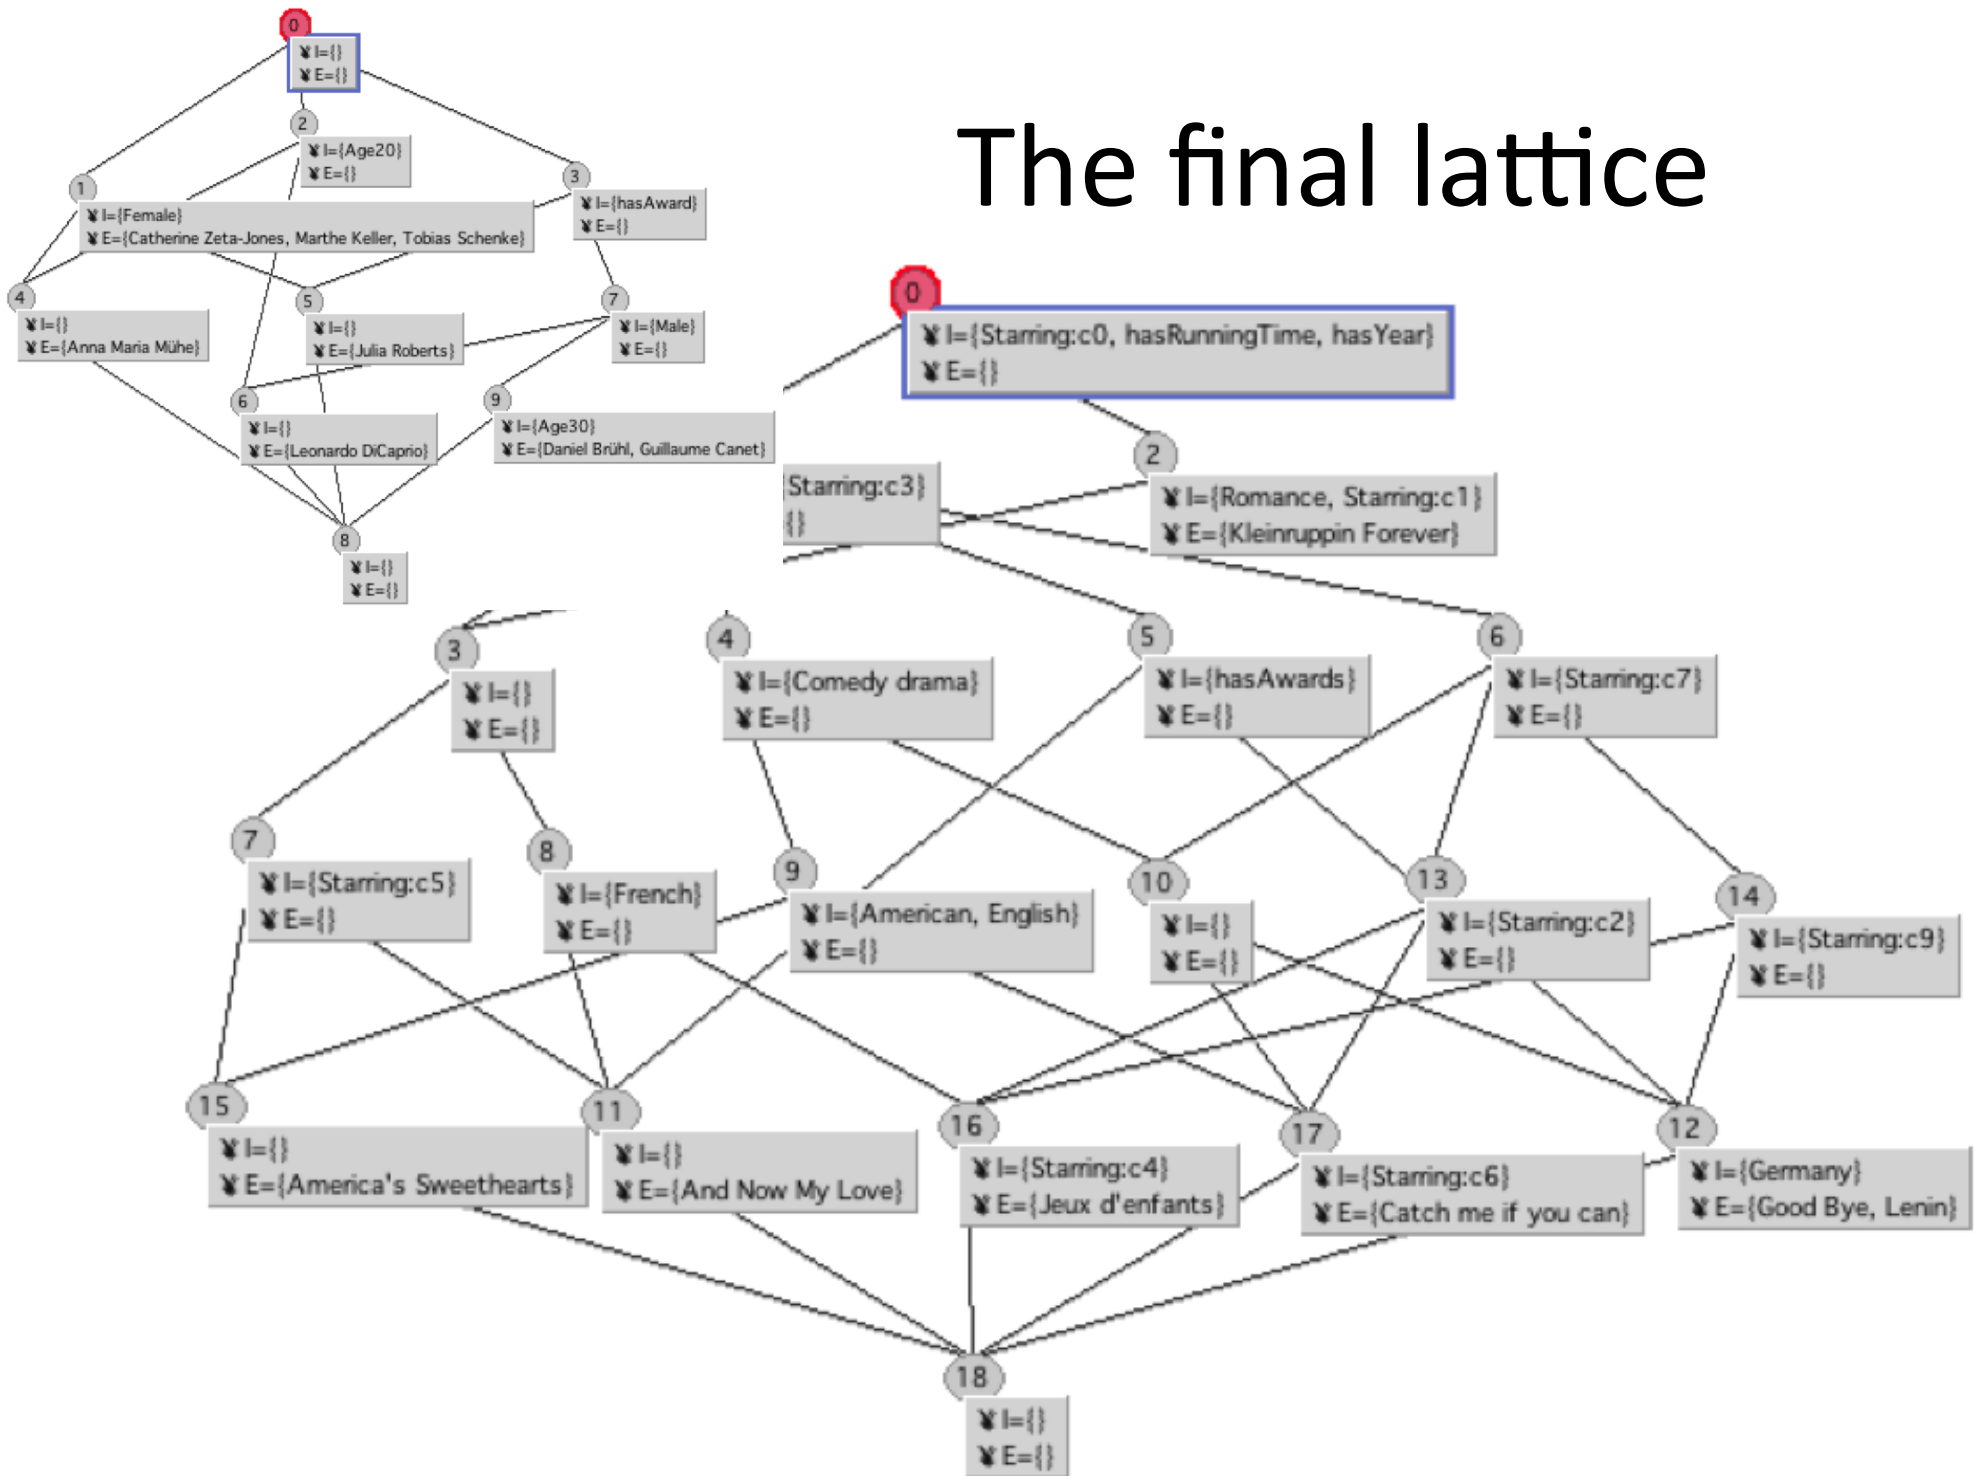 The final lattice
0
I={}
E={}
2
I={Age20}
E={}
1
I={Female}
E={Catherine Zeta-Jones, Marthe Keller, Tobias Schenke}
3
I={hasAward}
E={}
4
I={}
E={Anna Maria Mühe}
5
I={}
E={Julia Roberts}
7
I={Male}
E={}
6
I={}
E={Leonardo DiCaprio}
9
I={Age30}
E={Daniel Brühl, Guillaume Canet}
8
I={}
E={}
0
I={Starring:c0, hasRunningTime, hasYear}
E={}
Starring:c3}
{}
2
I={Romance, Starring:c1}
E={Kleinruppin Forever}
3
I={}
E={}
4
I={Comedy drama}
E={}
5
I={hasAwards}
E={}
6
I={Starring:c7}
E={}
7
I={Starring:c5}
E={}
8
I={French}
E={}
9
I={American, English}
E={}
10
I={}
E={}
13
I={Starring:c2}
E={}
14
I={Starring:c9}
E={}
15
I={}
E={America's Sweethearts}
11
I={}
E={And Now My Love}
16
I={Starring:c4}
E={Jeux d'enfants}
17
I={Starring:c6}
E={Catch me if you can}
12
I={Germany}
E={Good Bye, Lenin}
18
I={}
E={}